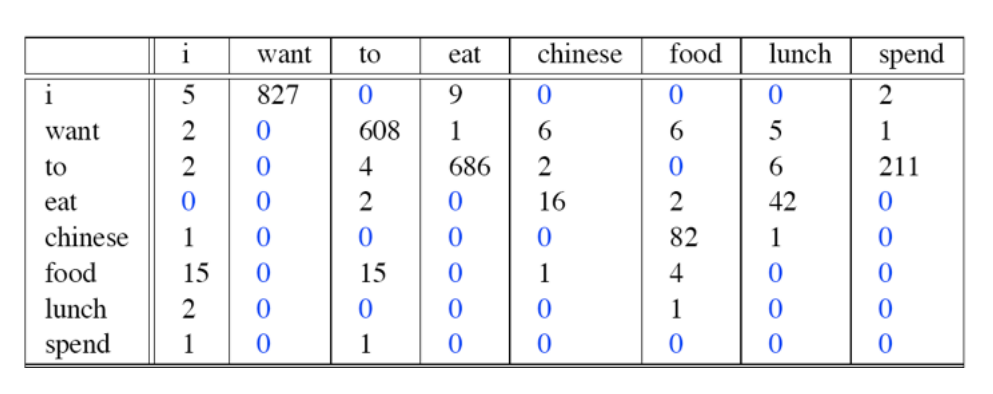 i want to eat chinese food lunch spend
i 5 827 0 9 0 0 0 2
want 2 0 608 1 6 6 5 1
to 2 0 4 686 2 0 6 211
eat 0 0 2 0 16 2 42 0
chinese 1 0 0 0 0 82 1 0
food 15 0 15 0 1 4 0 0
lunch 2 0 0 0 0 1 0 0
spend 1 0 1 0 0 0 0 0